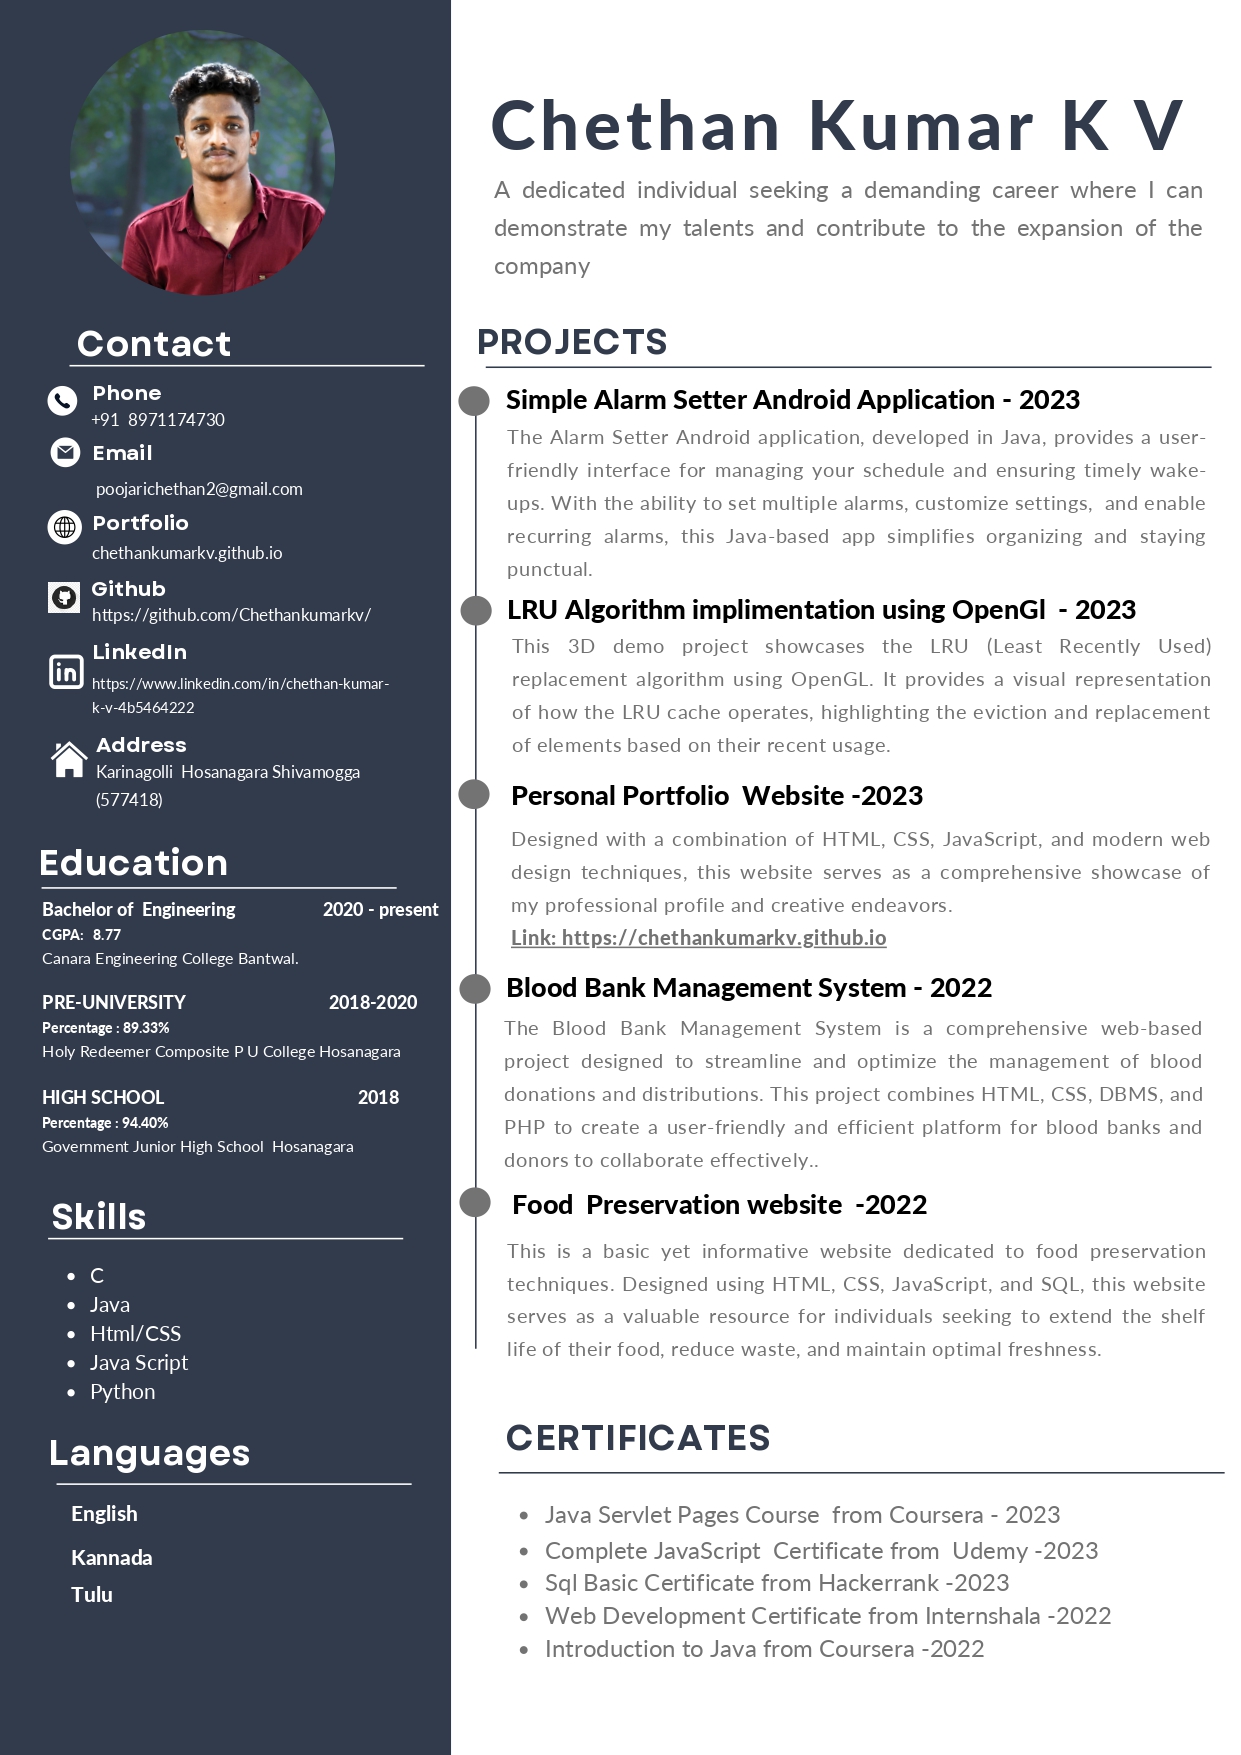 Chethan Kumar K V
A dedicated individual seeking a demanding career where I can
demonstrate my talents and contribute to the expansion of the
company
Contact
Phone
+91 8971174730
Email
poojarichethan2@gmail.com
Portfolio
chethankumarkv.github.io
Github
https://github.com/Chethankumarkv/
LinkedIn
https://www.linkedin.com/in/chethan-kumar-
k-v-4b5464222
Address
Karinagolli Hosanagara Shivamogga
(577418)
Education
Bachelor of Engineering 2020 - present
CGPA: 8.77
Canara Engineering College Bantwal.
PRE-UNIVERSITY 2018-2020
Percentage : 89.33%
Holy Redeemer Composite P U College Hosanagara
HIGH SCHOOL 2018
Percentage : 94.40%
Government Junior High School Hosanagara
Skills
• C
• Java
• Html/CSS
• Java Script
• Python
Languages
English
Kannada
Tulu
PROJECTS
Simple Alarm Setter Android Application - 2023
The Alarm Setter Android application, developed in Java, provides a user-
friendly interface for managing your schedule and ensuring timely wake-
ups. With the ability to set multiple alarms, customize settings, and enable
recurring alarms, this Java-based app simplifies organizing and staying
punctual.
LRU Algorithm implimentation using OpenGl - 2023
This 3D demo project showcases the LRU (Least Recently Used)
replacement algorithm using OpenGL. It provides a visual representation
of how the LRU cache operates, highlighting the eviction and replacement
of elements based on their recent usage.
Personal Portfolio Website -2023
Designed with a combination of HTML, CSS, JavaScript, and modern web
design techniques, this website serves as a comprehensive showcase of
my professional profile and creative endeavors.
Link: https://chethankumarkv.github.io
Blood Bank Management System - 2022
The Blood Bank Management System is a comprehensive web-based
project designed to streamline and optimize the management of blood
donations and distributions. This project combines HTML, CSS, DBMS, and
PHP to create a user-friendly and efficient platform for blood banks and
donors to collaborate effectively..
Food Preservation website -2022
This is a basic yet informative website dedicated to food preservation
techniques. Designed using HTML, CSS, JavaScript, and SQL, this website
serves as a valuable resource for individuals seeking to extend the shelf
life of their food, reduce waste, and maintain optimal freshness.
CERTIFICATES
• Java Servlet Pages Course from Coursera - 2023
• Complete JavaScript Certificate from Udemy -2023
• Sql Basic Certificate from Hackerrank -2023
• Web Development Certificate from Internshala -2022
• Introduction to Java from Coursera -2022